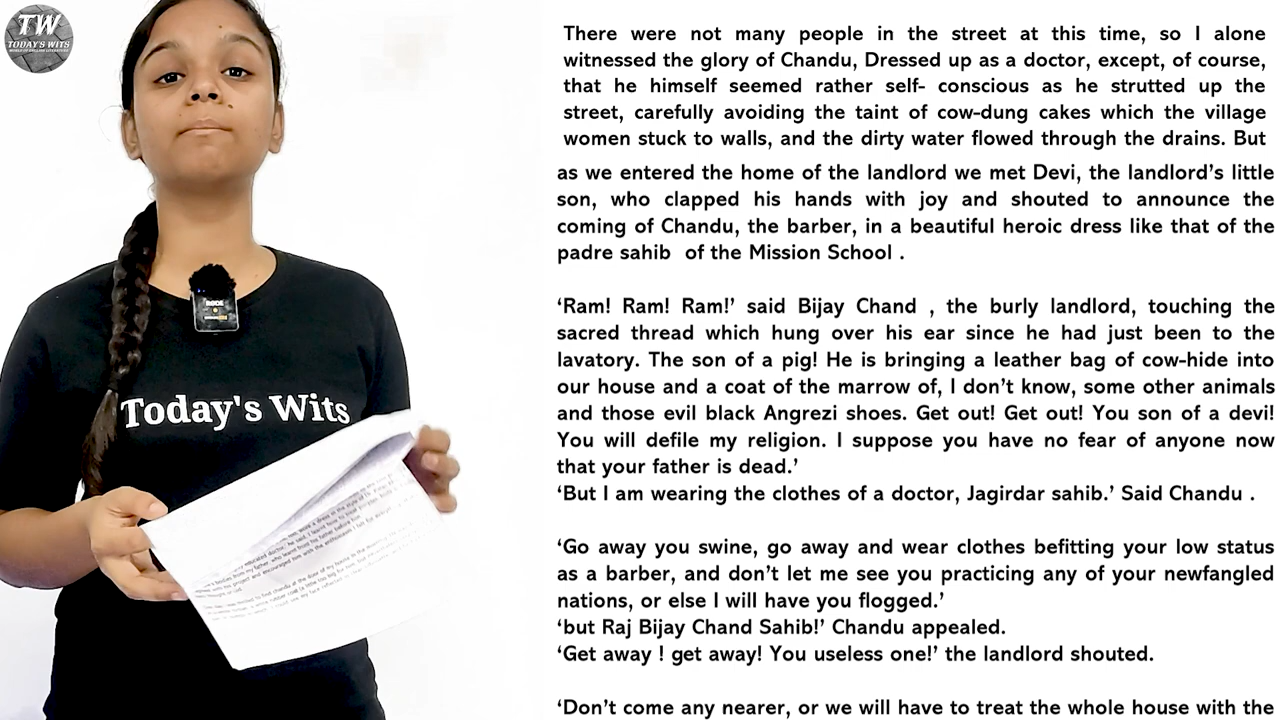 TW
TODAY'S WITS
Today's Wits
There were not many people in the street at this time, so I alone
witnessed the glory of Chandu, Dressed up as a doctor, except, of course,
that he himself seemed rather self- conscious as he strutted up the
street, carefully avoiding the taint of cow-dung cakes which the village
women stuck to walls, and the dirty water flowed through the drains. But
as we entered the home of the landlord we met Devi, the landlord’s little
son, who clapped his hands with joy and shouted to announce the
coming of Chandu, the barber, in a beautiful heroic dress like that of the
padre sahib of the Mission School .
‘Ram! Ram! Ram!’ said Bijay Chand , the burly landlord, touching the
sacred thread which hung over his ear since he had just been to the
lavatory. The son of a pig! He is bringing a leather bag of cow-hide into
our house and a coat of the marrow of, I don’t know, some other animals
and those evil black Angrezi shoes. Get out! Get out! You son of a devi!
You will defile my religion. I suppose you have no fear of anyone now
that your father is dead.’
‘But I am wearing the clothes of a doctor, Jagirdar sahib.’ Said Chandu .
‘Go away you swine, go away and wear clothes befitting your low status
as a barber, and don’t let me see you practicing any of your newfangled
nations, or else I will have you flogged.’
‘but Raj Bijay Chand Sahib!’ Chandu appealed.
‘Get away ! get away! You useless one!’ the landlord shouted.
‘Don’t come any nearer, or we will have to treat the whole house with the